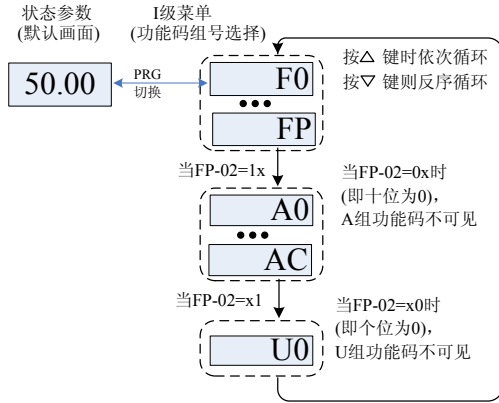 状态参数
(默认画面)
I级菜单
(功能码组号选择)
50.00
PRG
切换
F0
•••
FP
按△ 键时依次循环
按▽ 键则反序循环
当FP-02=1x
当FP-02=0x时
(即十位为0),
A组功能码不可见
A0
•••
AC
当FP-02=x1
当FP-02=x0时
(即个位为0),
U组功能码不可见
U0